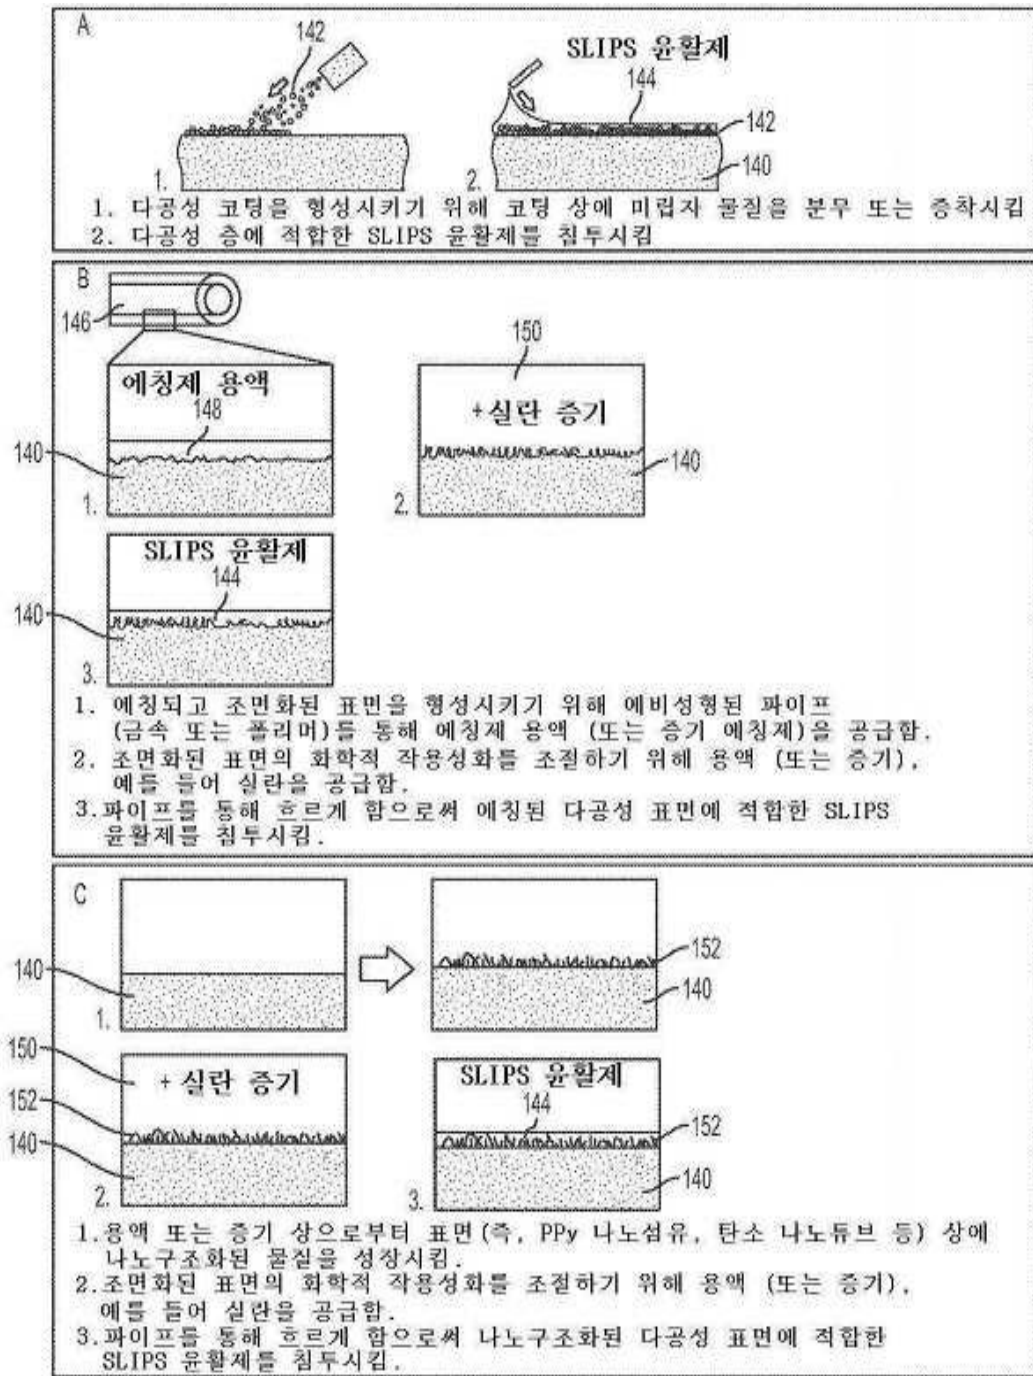 A
142
SLIPS 윤활제
144
142
140
1.
2.
1. 다공성 코팅을 형성시키기 위해 코팅 상에 미립자 물질을 분무 또는 증착시킴
2. 다공성 층에 적합한 SLIPS 윤활제를 침투시킴
B
146
에칭제 용액
148
140
1.
150
+실란 증기
140
2.
SLIPS 윤활제
144
140
3.
1. 에칭되고 조면화된 표면을 형성시키기 위해 예비성형된 파이프
(금속 또는 폴리머)를 통해 에칭제 용액 (또는 증기 에칭제)을 공급함.
2. 조면화된 표면의 화학적 작용성화를 조절하기 위해 용액 (또는 증기),
예를 들어 실란을 공급함.
3.파이프를 통해 흐르게 함으로써 에칭된 다공성 표면에 적합한 SLIPS
윤활제를 침투시킴.
C
140
1.
152
140
150
+ 실란 증기
152
140
2.
SLIPS 윤활제
144
152
140
3.
1.용액 또는 증기 상으로부터 표면(즉, PPy 나노섬유, 탄소 나노튜브 등) 상에
나노구조화된 물질을 성장시킴.
2.조면화된 표면의 화학적 작용성화를 조절하기 위해 용액 (또는 증기),
예를 들어 실란을 공급함.
3.파이프를 통해 흐르게 함으로써 나노구조화된 다공성 표면에 적합한
SLIPS 윤활제를 침투시킴.